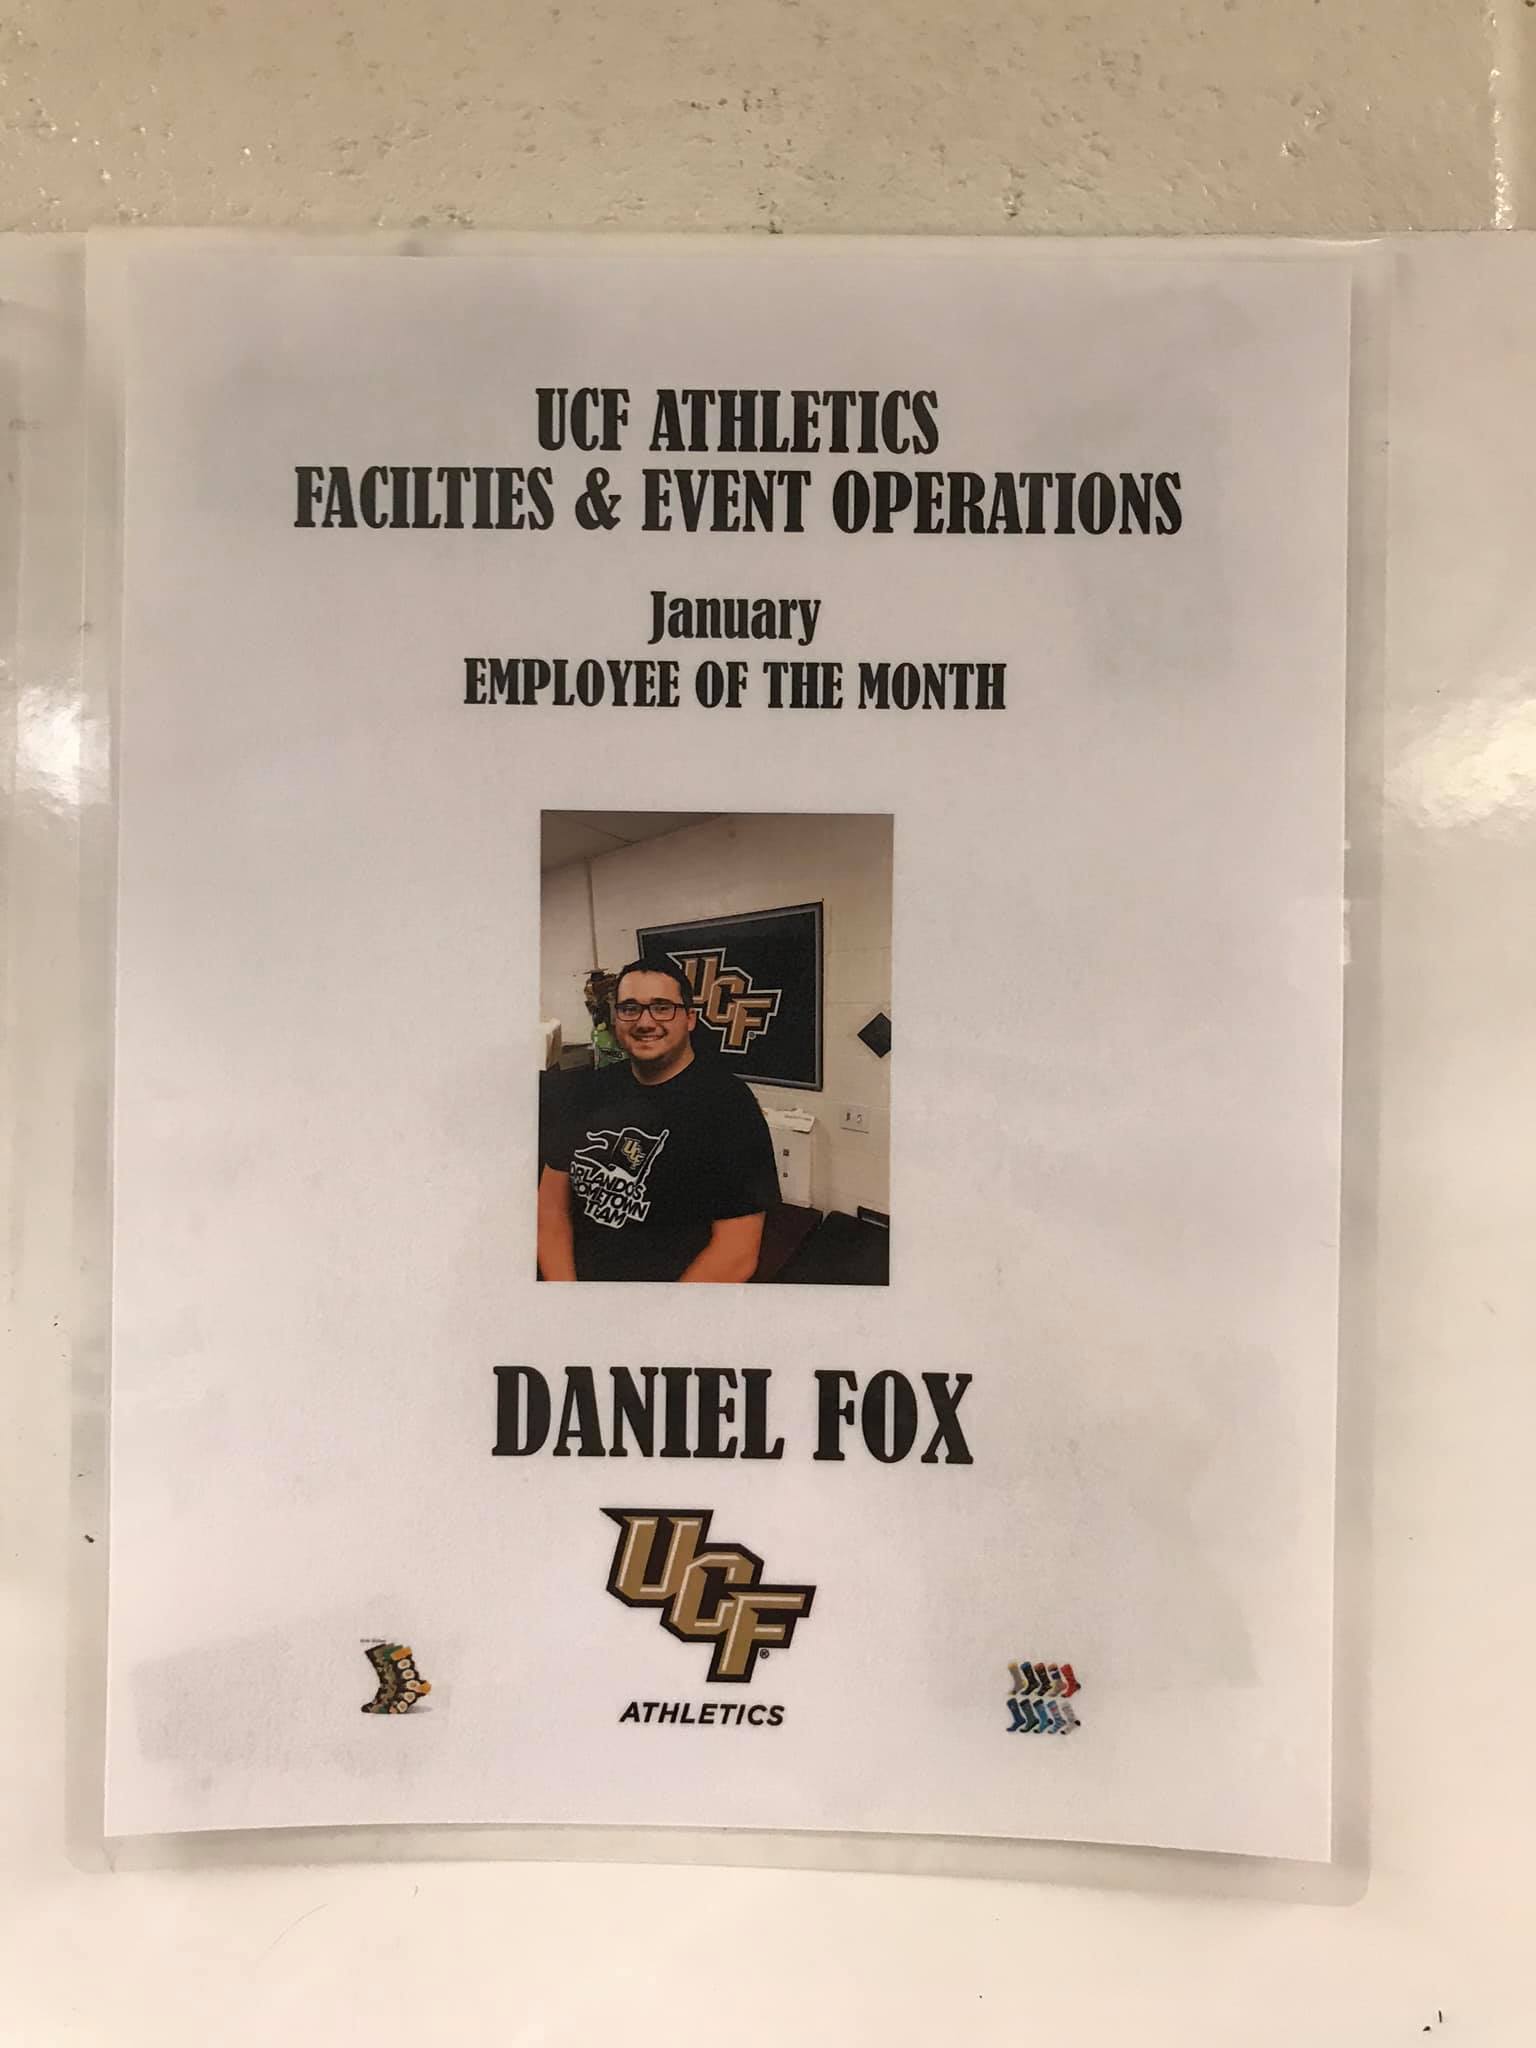 UCF ATHLETICS
FACILTIES & EVENT OPERATIONS
January
EMPLOYEE OF THE MONTH
UCF
UCF
ORLANDO'S
HOMETOWN
TEAM
DANIEL FOX
UCF
ATHLETICS